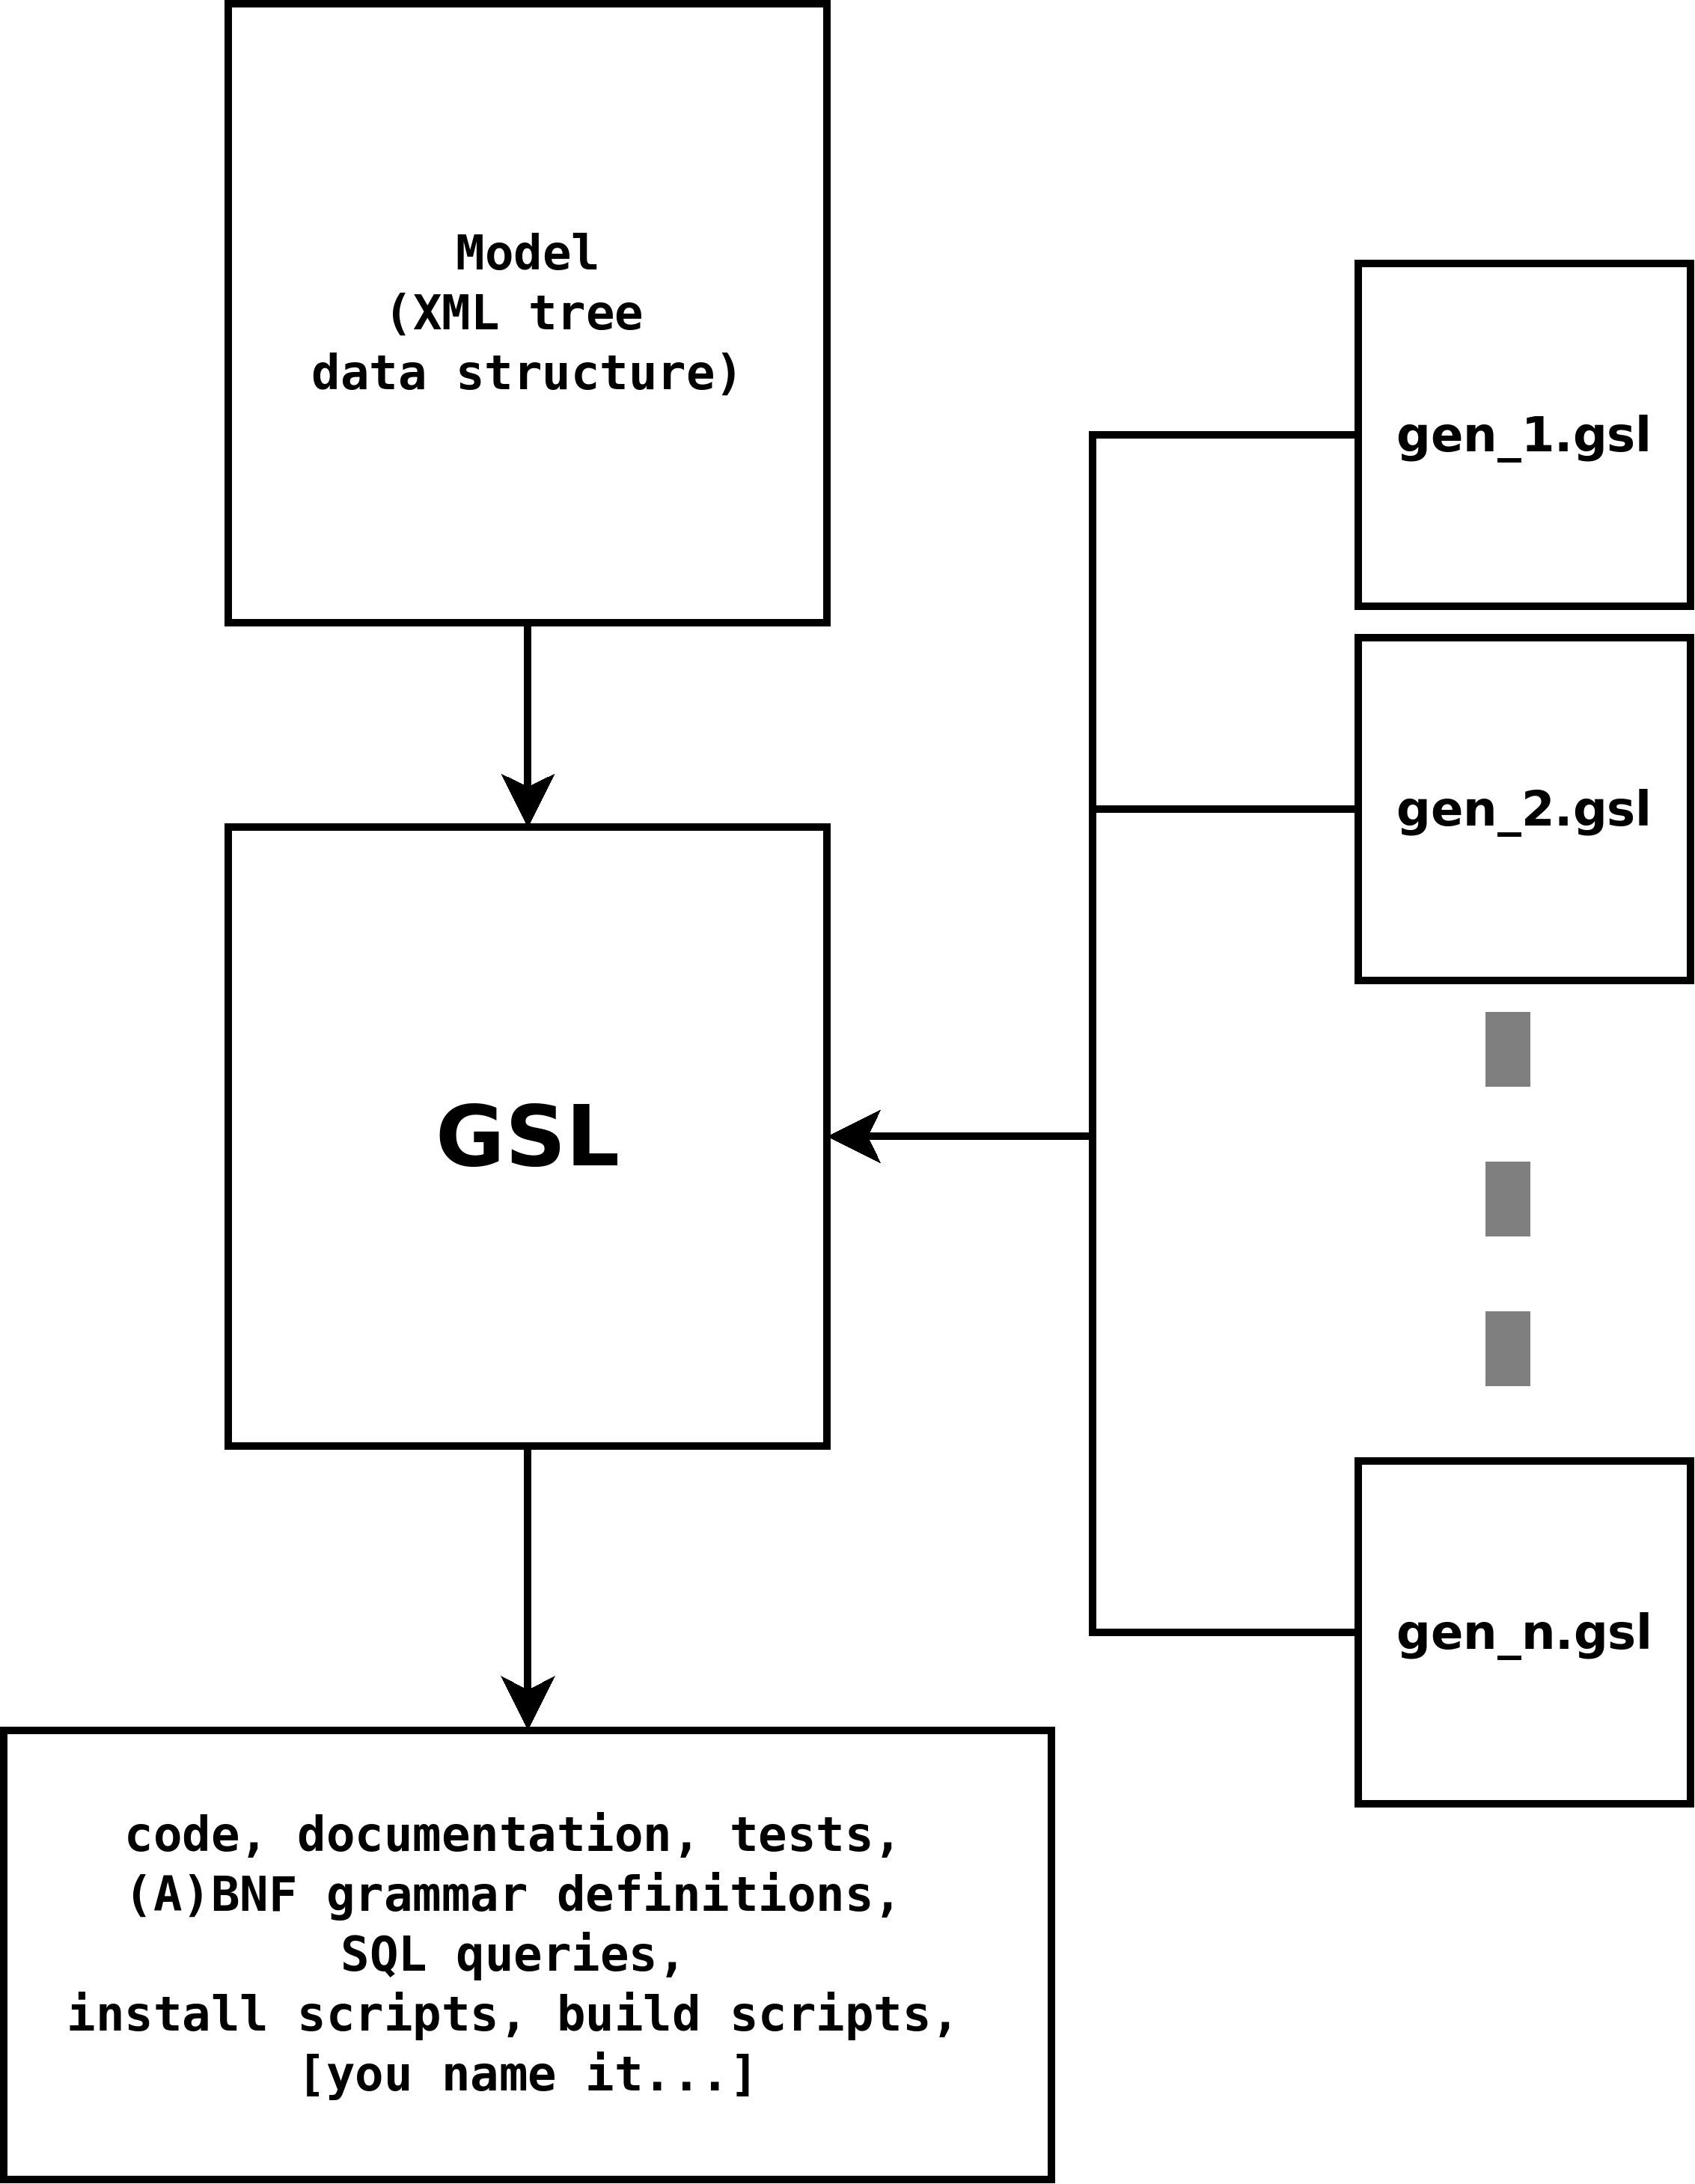 Model
(XML tree
data structure)
gen_1.gsl
gen_2.gsl
GSL
gen_n.gsl
code, documentation, tests,
(A)BNF grammar definitions,
SQL queries,
install scripts, build scripts,
[you name it...]